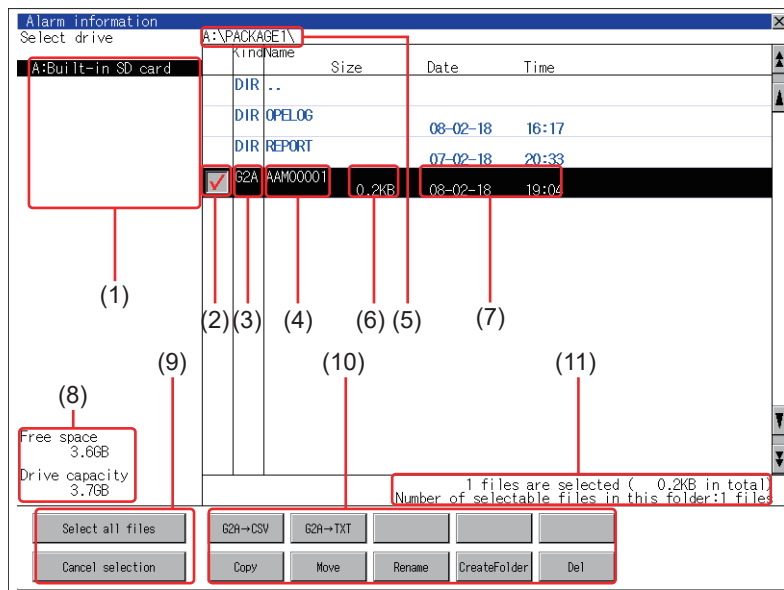 Alarm information
Select drive
A:\PACKAGE1\
Kind Name Size Date Time
A:Built-in SD card
DIR ..
DIR OPELOG 08-02-18 16:17
DIR REPORT 07-02-18 20:33
G2A AAM00001 0.2KB 08-02-18 19:04
(1)
(2) (3) (4) (6) (5) (7)
(9) (10) (11)
(8)
Free space
3.6GB
Drive capacity
3.7GB
1 files are selected ( 0.2KB in total)
Number of selectable files in this folder:1 files
Select all files G2A→CSV G2A→TXT
Cancel selection Copy Move Rename CreateFolder Del